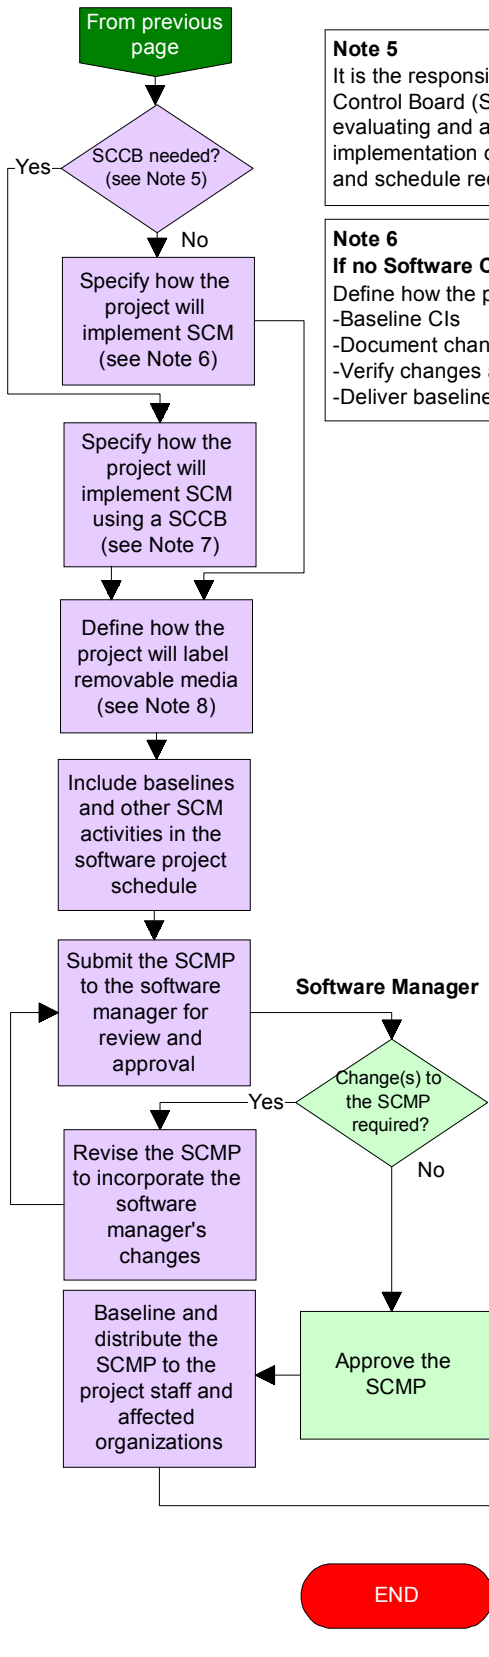 From previous
page
SCCB needed?
(see Note 5)
Yes
No
Specify how the
project will
implement SCM
(see Note 6)
Specify how the
project will
implement SCM
using a SCCB
(see Note 7)
Define how the
project will label
removable media
(see Note 8)
Include baselines
and other SCM
activities in the
software project
schedule
Submit the SCMP
to the software
manager for
review and
approval
Software Manager
Change(s) to
the SCMP
required?
Yes
No
Revise the SCMP
to incorporate the
software
manager's
changes
Approve the
SCMP
Baseline and
distribute the
SCMP to the
project staff and
affected
organizations
END
Note 5
It is the
Control Board
evaluating and
implementation
and schedule
Note 6
If no Software
Define how the
-Baseline CIs
-Document
-Verify changes
-Deliver